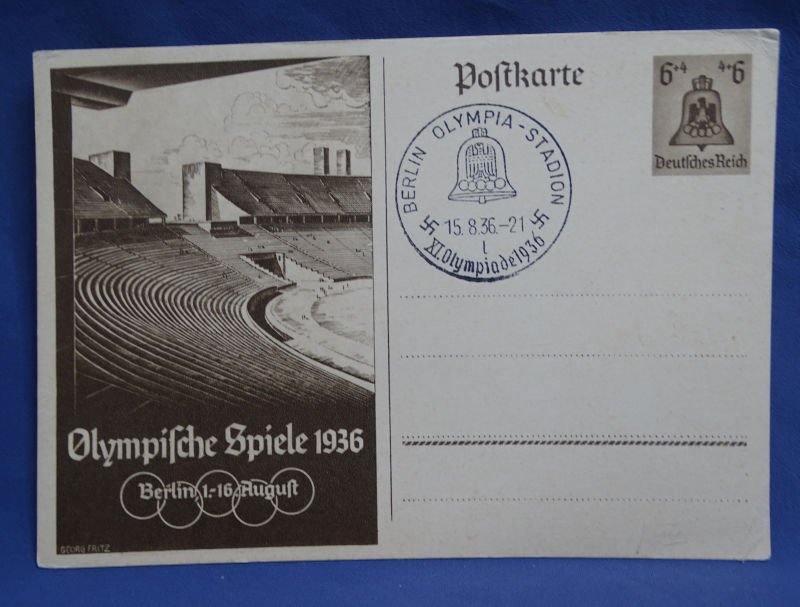 Postkarte
6+4 4+6
Deutsches Reich
BERLIN OLYMPIA-STADION
15.8.36.-21
XI. Olympiade 1936
Olympische Spiele 1936
Berlin, 1.-16. August
GEORG FRITZ